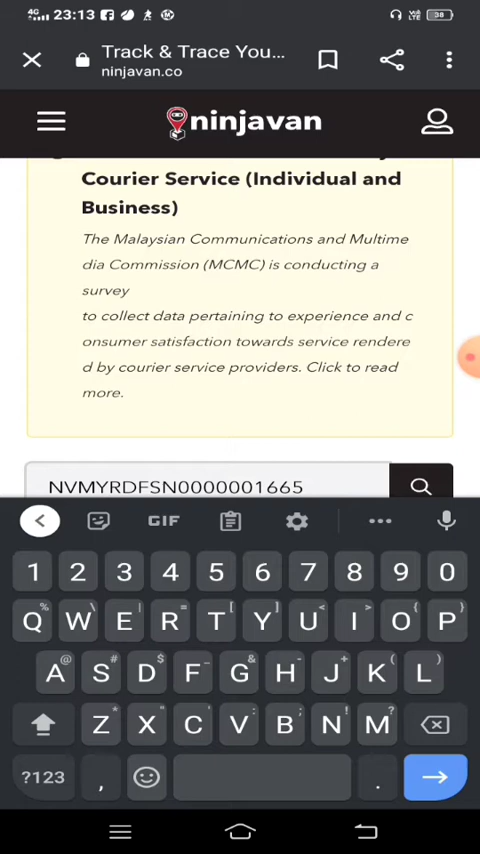 4G 23:13 38
Track & Trace You...
ninjavan.co
ninjavan
Courier Service (Individual and
Business)
The Malaysian Communications and Multime
dia Commission (MCMC) is conducting a
survey
to collect data pertaining to experience and c
onsumer satisfaction towards service rendere
d by courier service providers. Click to read
more.
NVMYRDFSN0000001665
GIF
1 2 3 4 5 6 7 8 9 0
Q% W\ E| R= T[ Y] U< I> O{ P}
A@ S# D$ F_ G& H- J+ K( L)
Z* X" C' V: B; N! M?
?123 , .